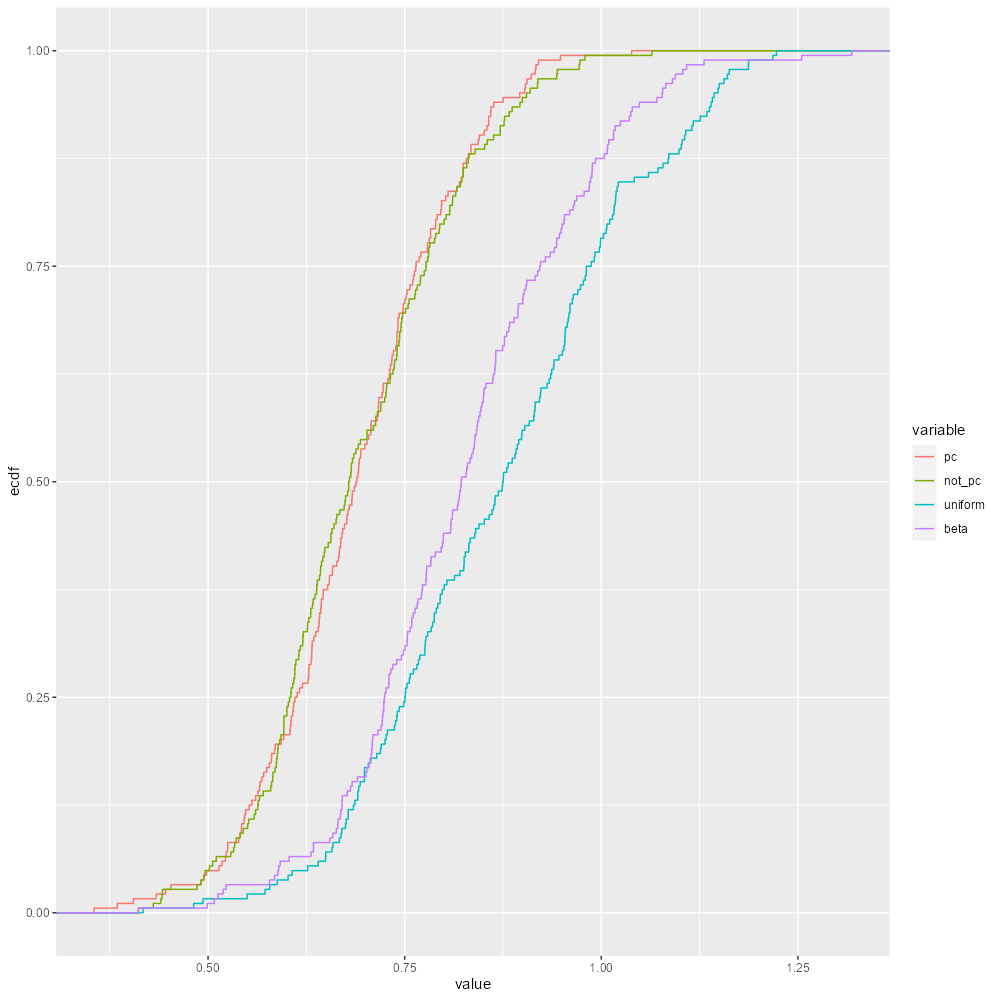 1.00
0.75
0.50
0.25
0.00
ecdf
0.50
0.75
1.00
1.25
value
variable
pc
not_pc
uniform
beta